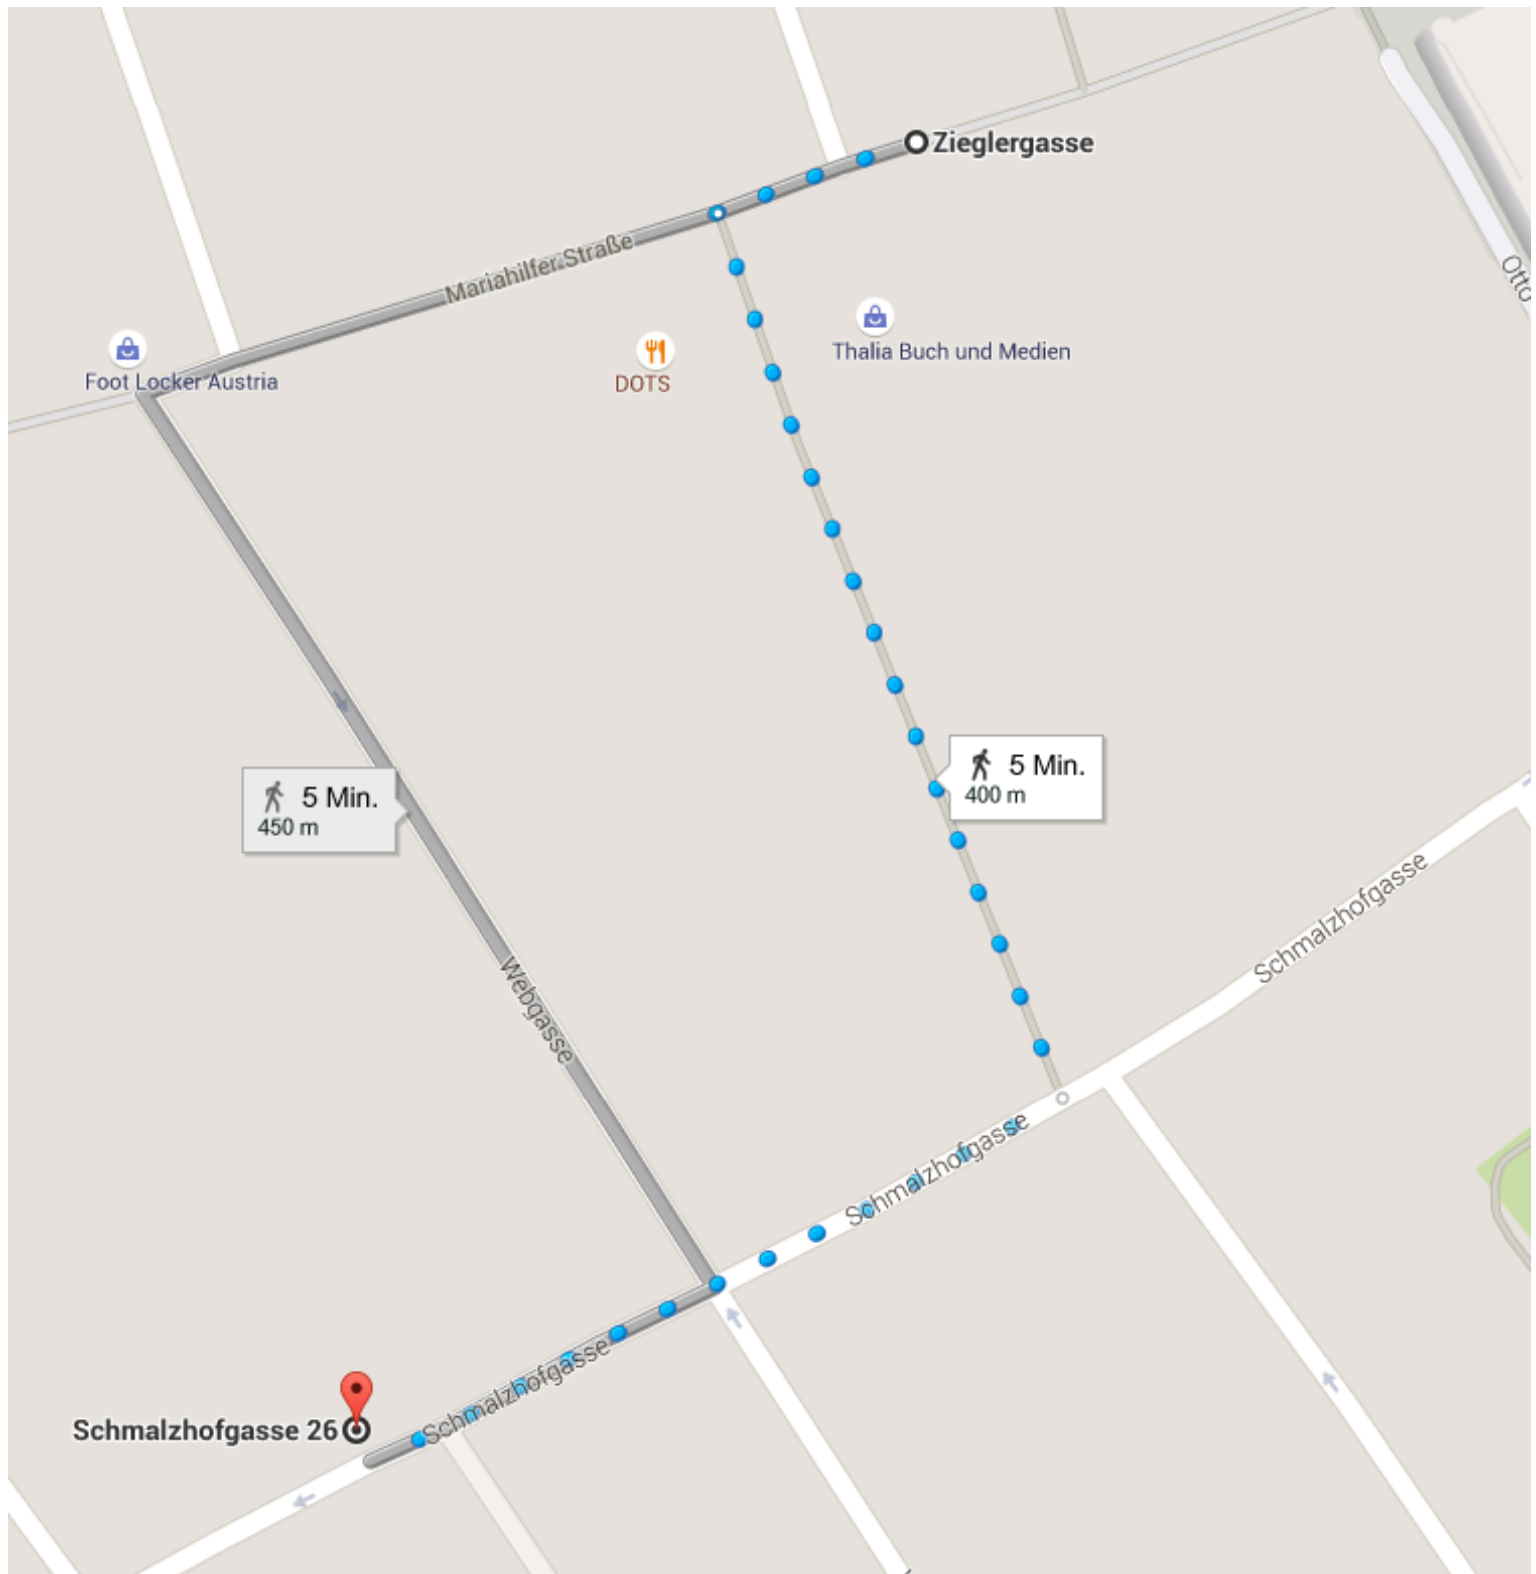 Zieglergasse
Mariahilfer Straße
Otto
Foot Locker Austria
DOTS
Thalia Buch und Medien
5 Min.
400 m
5 Min.
450 m
Schmalzhofgasse
Webgasse
Schmalzhofgasse
Schmalzhofgasse
Schmalzhofgasse 26